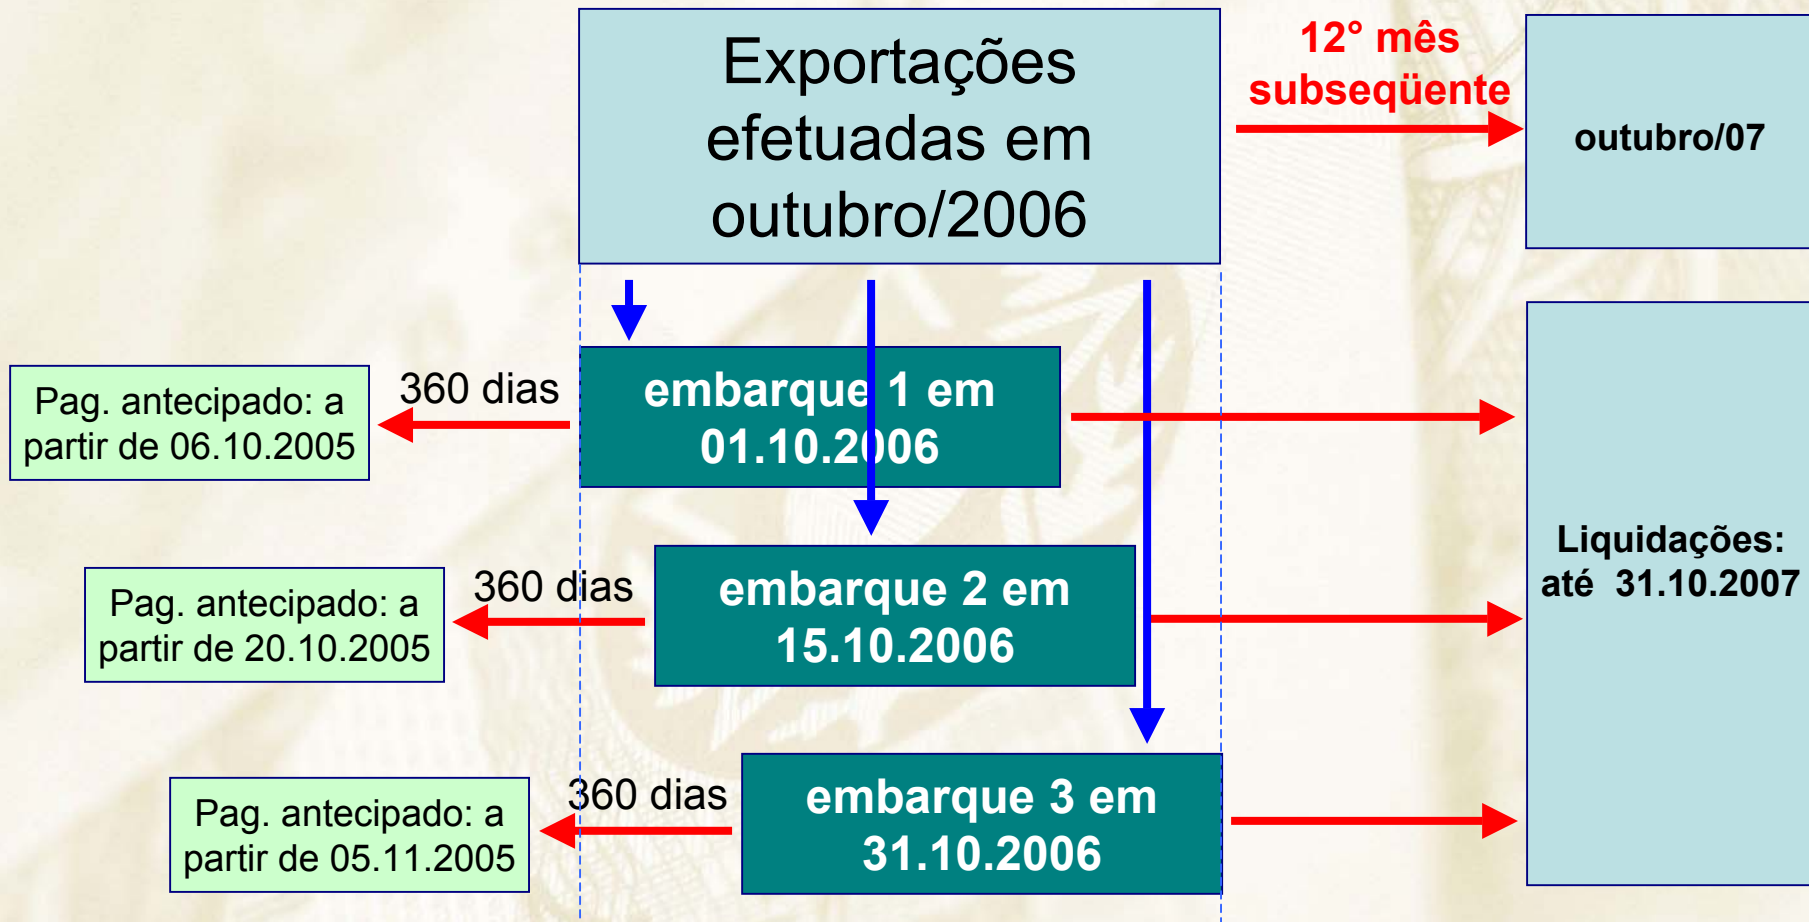 Exportações
efetuadas em
outubro/2006
12° mês
subseqüente
outubro/07
Pag. antecipado: a
partir de 06.10.2005
360 dias
embarque 1 em
01.10.2006
Pag. antecipado: a
partir de 20.10.2005
360 dias
embarque 2 em
15.10.2006
Pag. antecipado: a
partir de 05.11.2005
360 dias
embarque 3 em
31.10.2006
Liquidações:
até 31.10.2007